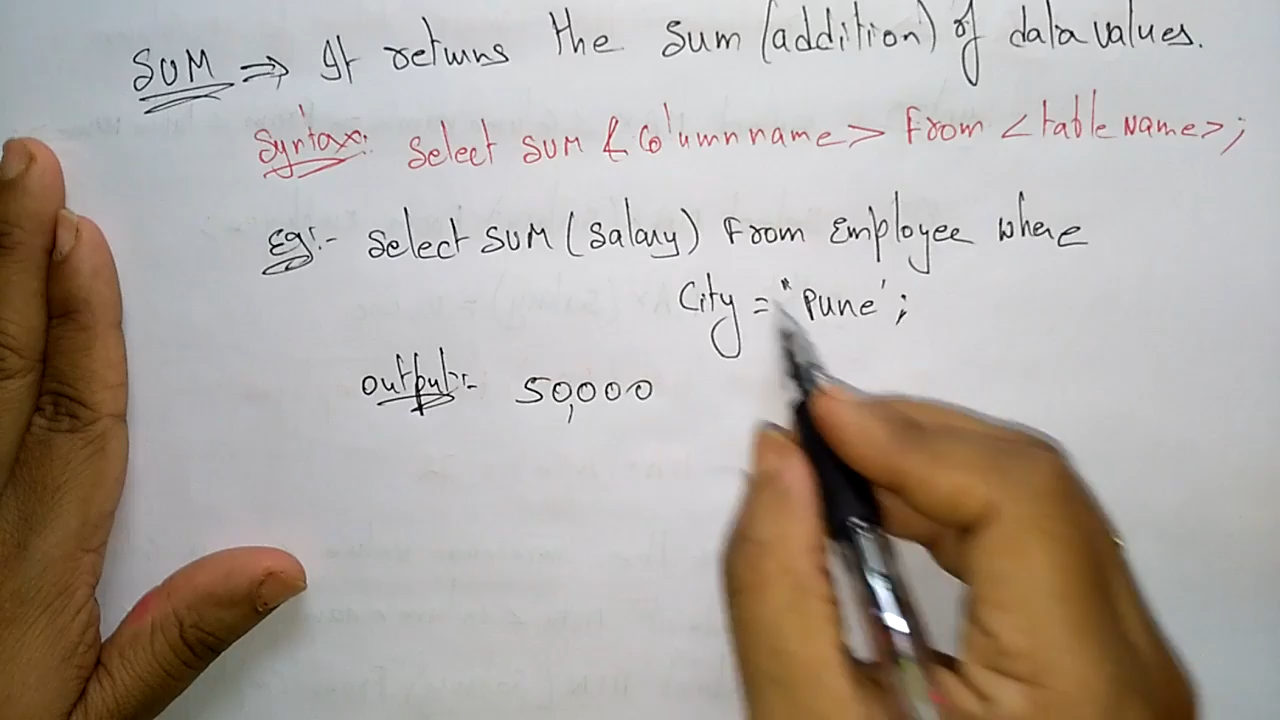 SUM ⇒ It returns the sum (addition) of data values.
Syntax: Select SUM <Columnname> From <table Name>;
Eg:- Select SUM (Salary) From Employee where
City = 'Pune';
output:- 50,000